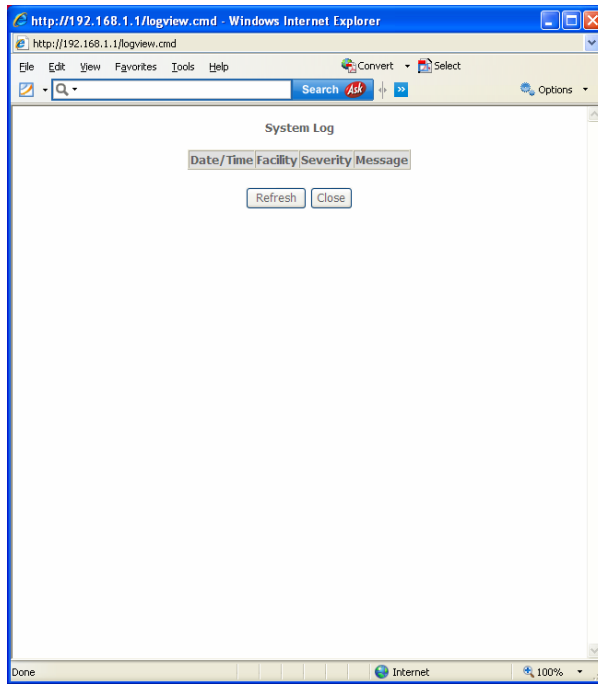 http://192.168.1.1/logview.cmd - Windows Internet Explorer
http://192.168.1.1/logview.cmd
File Edit View Favorites Tools Help Convert Select
Search Ask Options
System Log
Date/Time Facility Severity Message
Refresh Close
Done Internet 100%